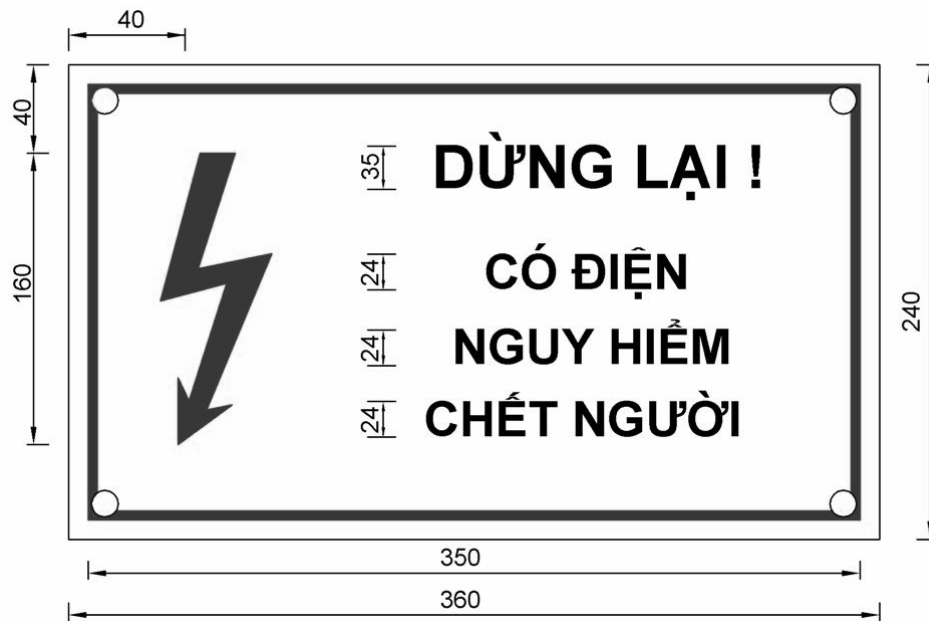 40
40
35
DỪNG LẠI !
24
CÓ ĐIỆN
160
240
24
NGUY HIỂM
24
CHẾT NGƯỜI
350
360